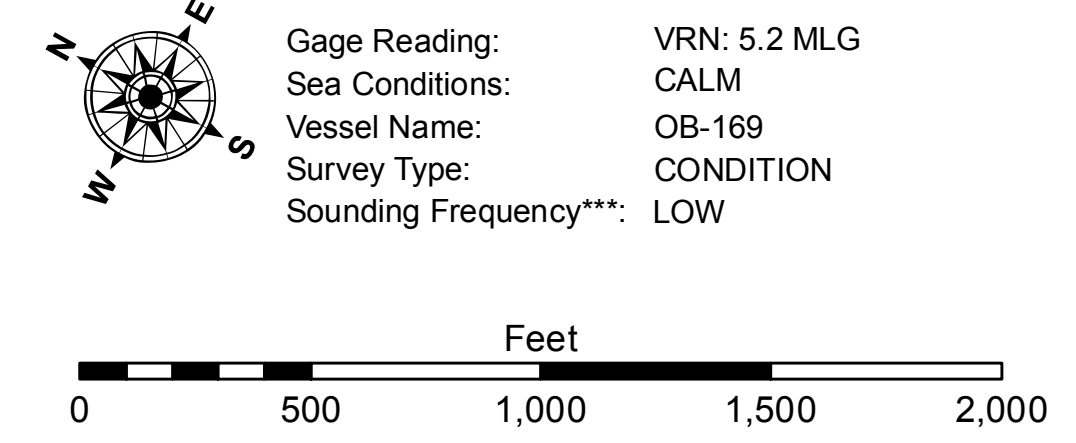 E
N
S
W
Gage Reading: VRN: 5.2 MLG
Sea Conditions: CALM
Vessel Name: OB-169
Survey Type: CONDITION
Sounding Frequency***: LOW
Feet
0 500 1,000 1,500 2,000